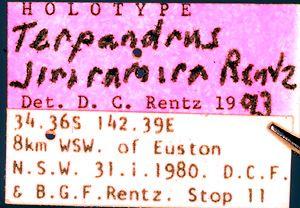 HOLOTYPE
Terpandrus
jiniramira Rentz
Det. D. C. Rentz 1993
34.36S 142.39E
8km WSW. of Euston
N.S.W. 31.i.1980. D.C.F.
& B.G.F.Rentz. Stop 11